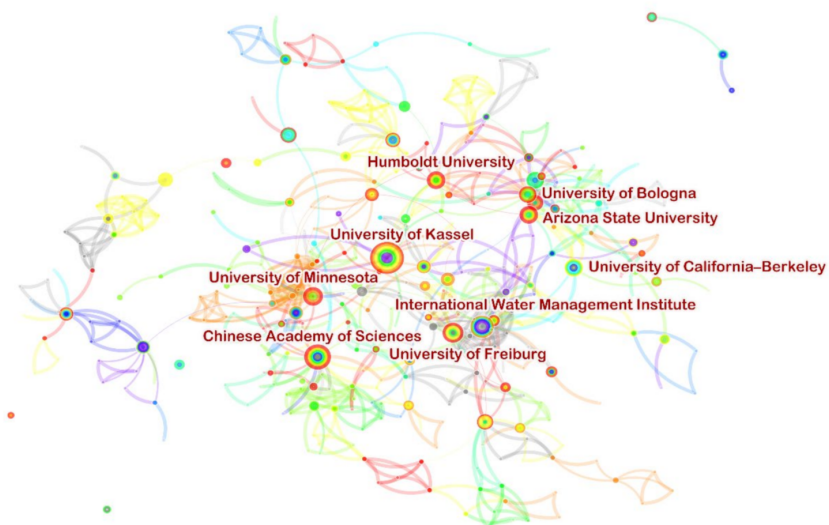 Humboldt University
University of Bologna
Arizona State University
University of Kassel
University of California–Berkeley
University of Minnesota
International Water Management Institute
Chinese Academy of Sciences
University of Freiburg